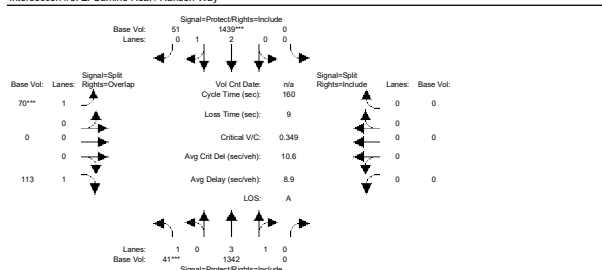 Intersection #5: El Camino Real / Hansen Way
Signal=Protect/Rights=Include
Base Vol: 51 1439*** 0
Lanes: 0 1 2 0 0
Signal=Split
Base Vol: Lanes: Rights=Overlap
Vol Cnt Date: n/a
Signal=Split
Rights=Include Lanes: Base Vol:
Cycle Time (sec): 160
70*** 1 0 0
Loss Time (sec): 9
0 0
0 0 Critical V/C: 0.349 0 0
0 Avg Crit Del (sec/veh): 10.6 0
113 1 Avg Delay (sec/veh): 8.9 0 0
LOS: A
Lanes: 1 0 3 1 0
Base Vol: 41*** 1342 0
Signal=Protect/Rights=Include